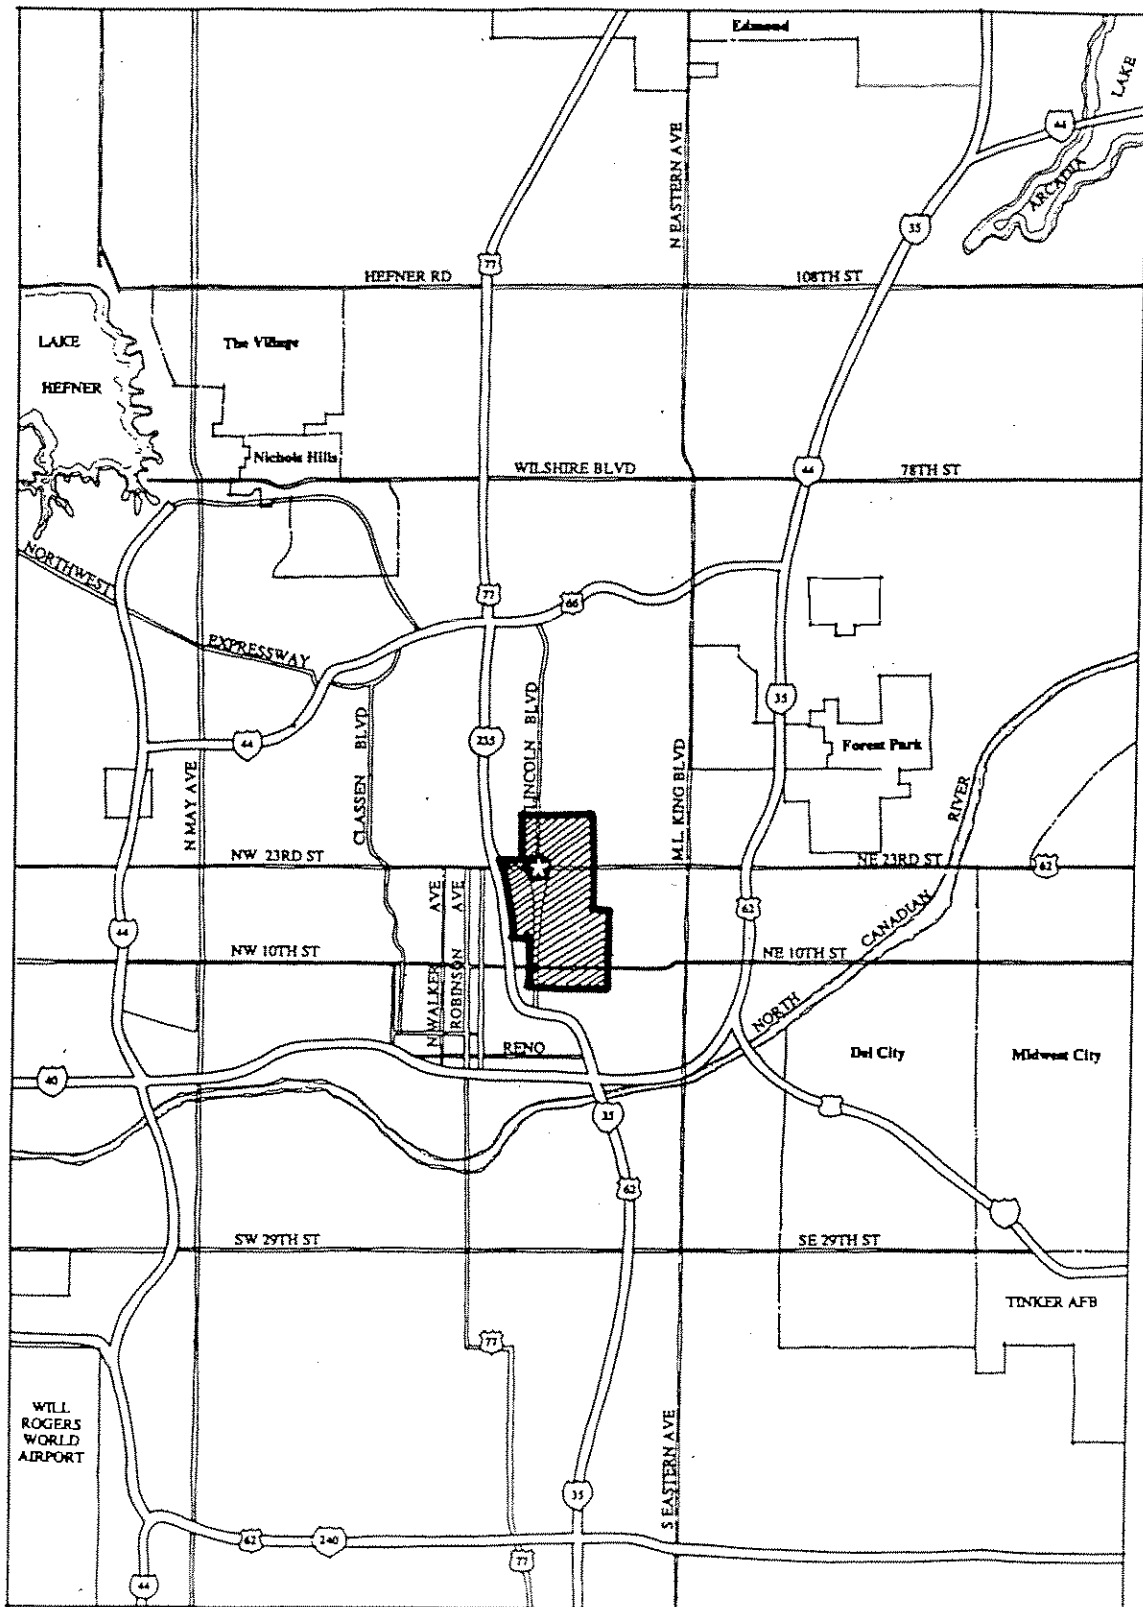 Edmond
LAKE
ARCADIA
44
N EASTERN AVE
35
77
HEFNER RD
108TH ST
LAKE
HEFNER
The Village
Nichols Hills
WILSHIRE BLVD
44
78TH ST
NORTHWEST
EXPRESSWAY
77
66
LINCOLN BLVD
35
CLASSEN BLVD
235
44
Forest Park
N MAY AVE
M.L. KING BLVD
RIVER
NW 23RD ST
NE 23RD ST
62
N WALKER AVE
ROBINSON AVE
62
CANADIAN
44
NW 10TH ST
NE 10TH ST
NORTH
RENO
Del City
Midwest City
40
35
62
SW 29TH ST
SE 29TH ST
TINKER AFB
77
WILL
ROGERS
WORLD
AIRPORT
S EASTERN AVE
35
62
240
77
44